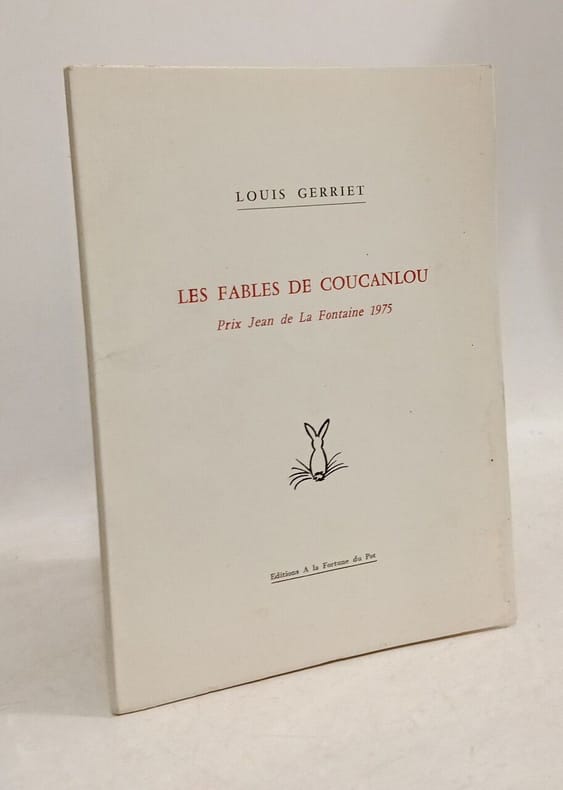 LOUIS GERRIET
LES FABLES DE COUCANLOU
Prix Jean de La Fontaine 1975
Editions A la Fortune du Pot